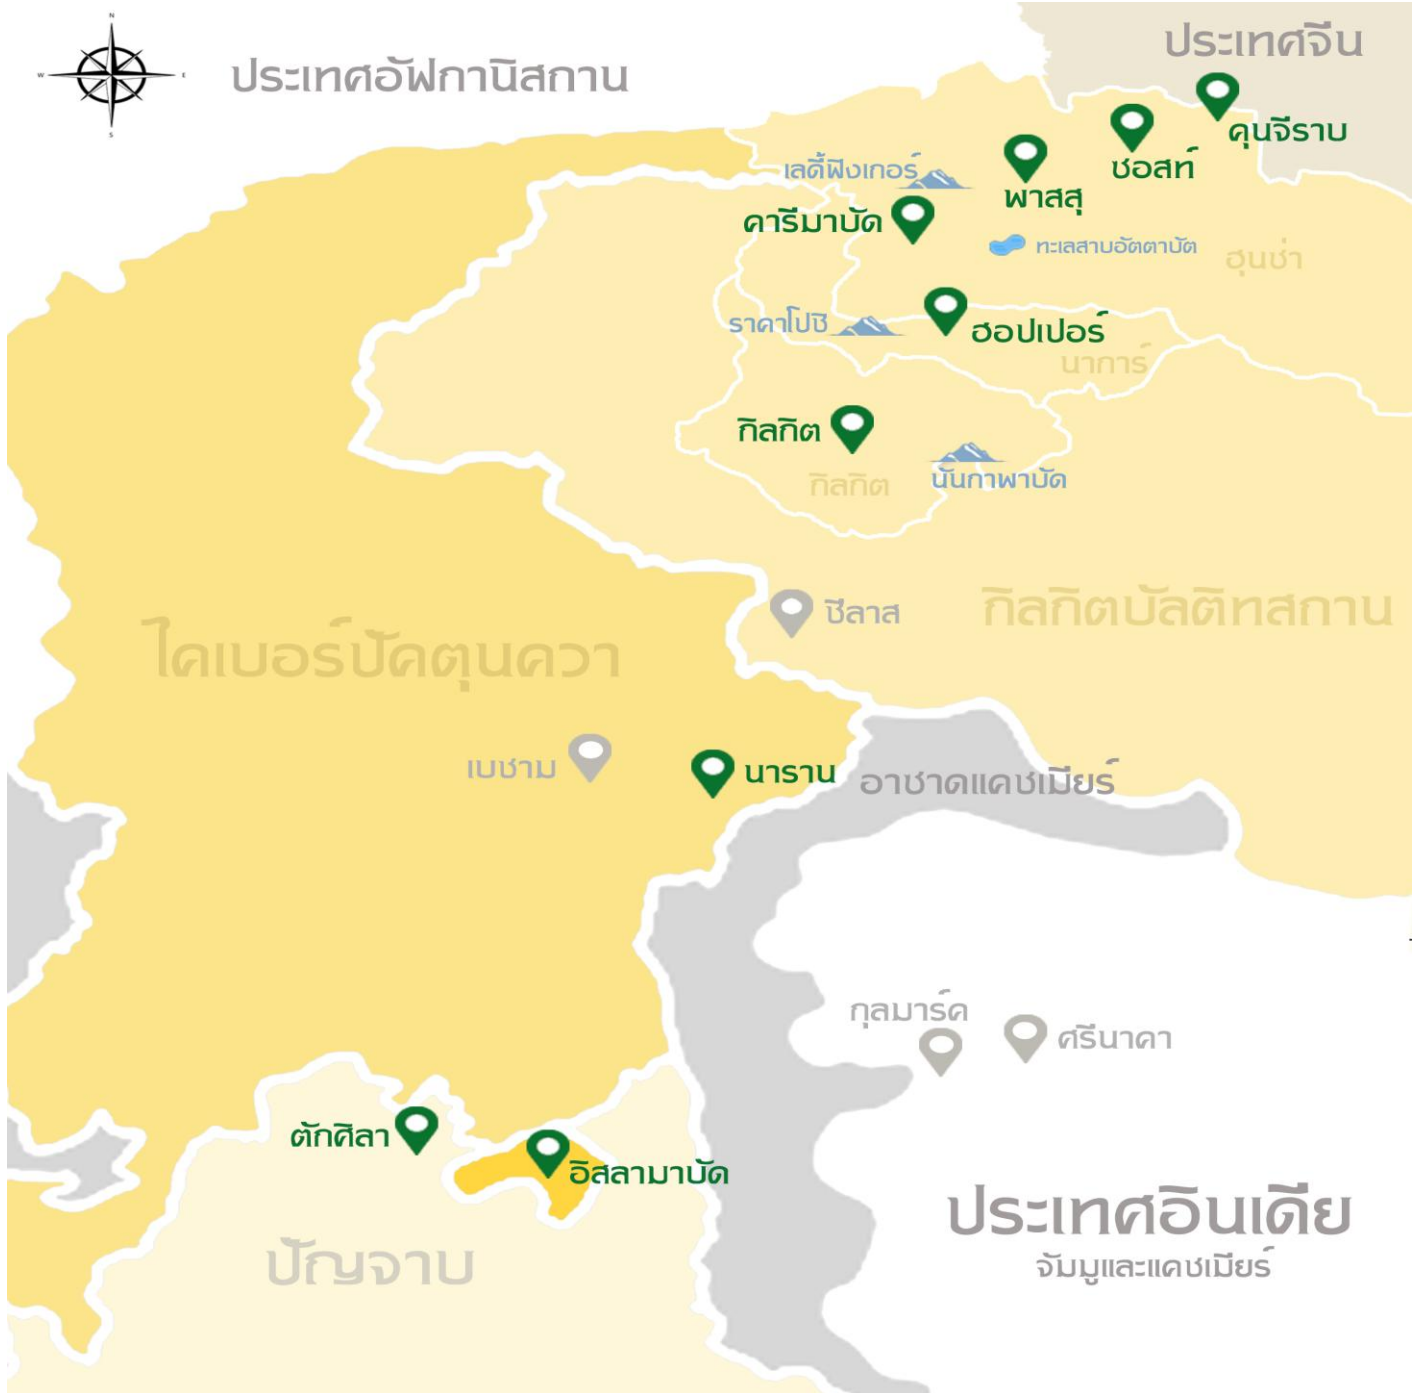 N
W
E
S
ประเทศอัฟกานิสถาน
ประเทศจีน
คุนจีราบ
ซอสท์
พาสสุ
เลดี้ฟิงเกอร์
คารีมาบัด
ทะเลสาบอัตตาบัต
ฮุนซ่า
ราคาโปชิ
ฮอปเปอร์
นาการ์
กิลกิต
นันกาพาบัด
กิลกิต
ชีลาส
กิลกิตบัลติทสถาน
ไคเบอร์ปัคตุนควา
เบชาม
นาราน
อาซาดแคชเมียร์
กุลมาร์ค
ศรีนาคา
ตักศิลา
อิสลามาบัด
ประเทศอินเดีย
จัมมูและแคชเมียร์
ปัญจาบ